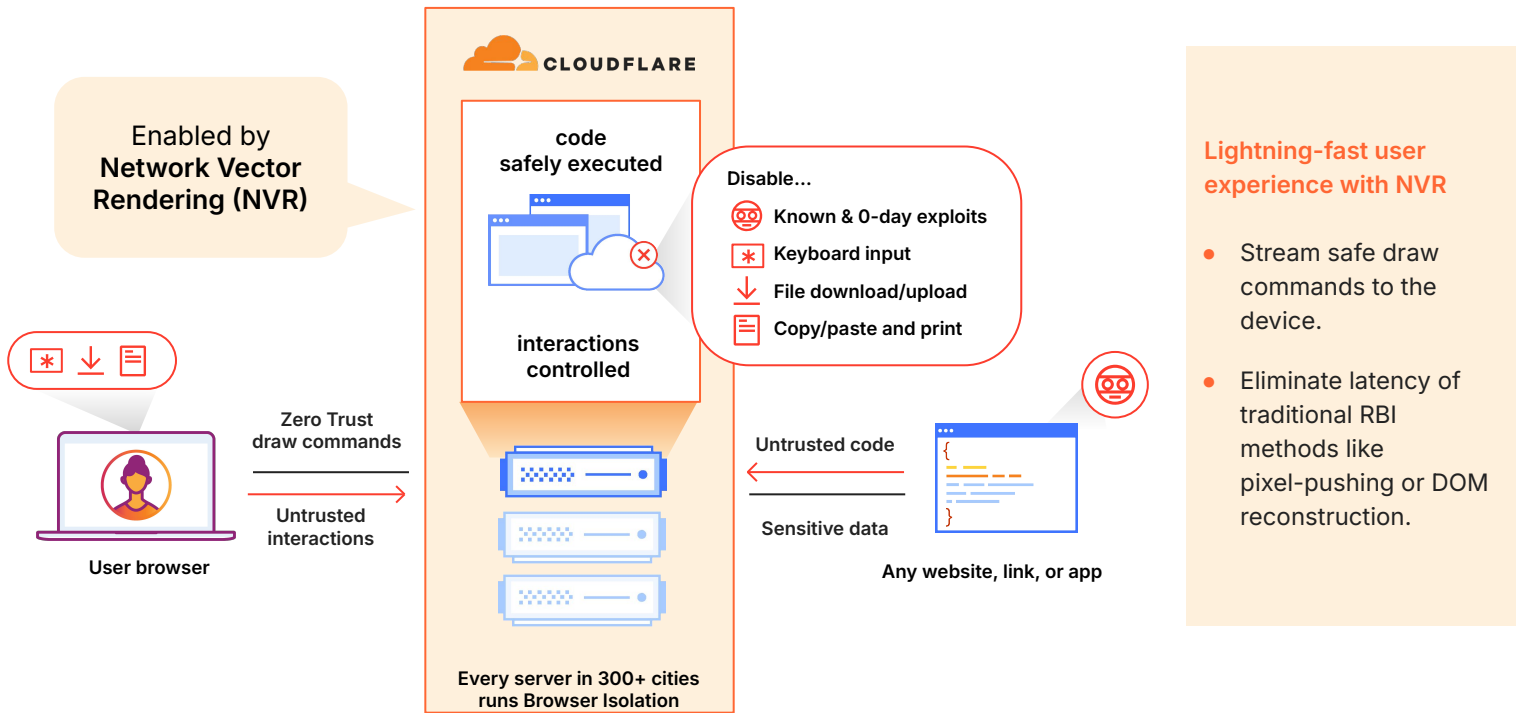 CLOUDFLARE
Enabled by
Network Vector
Rendering (NVR)
code
safely executed
interactions
controlled
Disable...
Known & 0-day exploits
Keyboard input
File download/upload
Copy/paste and print
Zero Trust
draw commands
Untrusted
interactions
User browser
Untrusted code
Sensitive data
{
}
Any website, link, or app
Every server in 300+ cities
runs Browser Isolation
Lightning-fast user
experience with NVR
Stream safe draw
commands to the
device.
Eliminate latency of
traditional RBI
methods like
pixel-pushing or DOM
reconstruction.